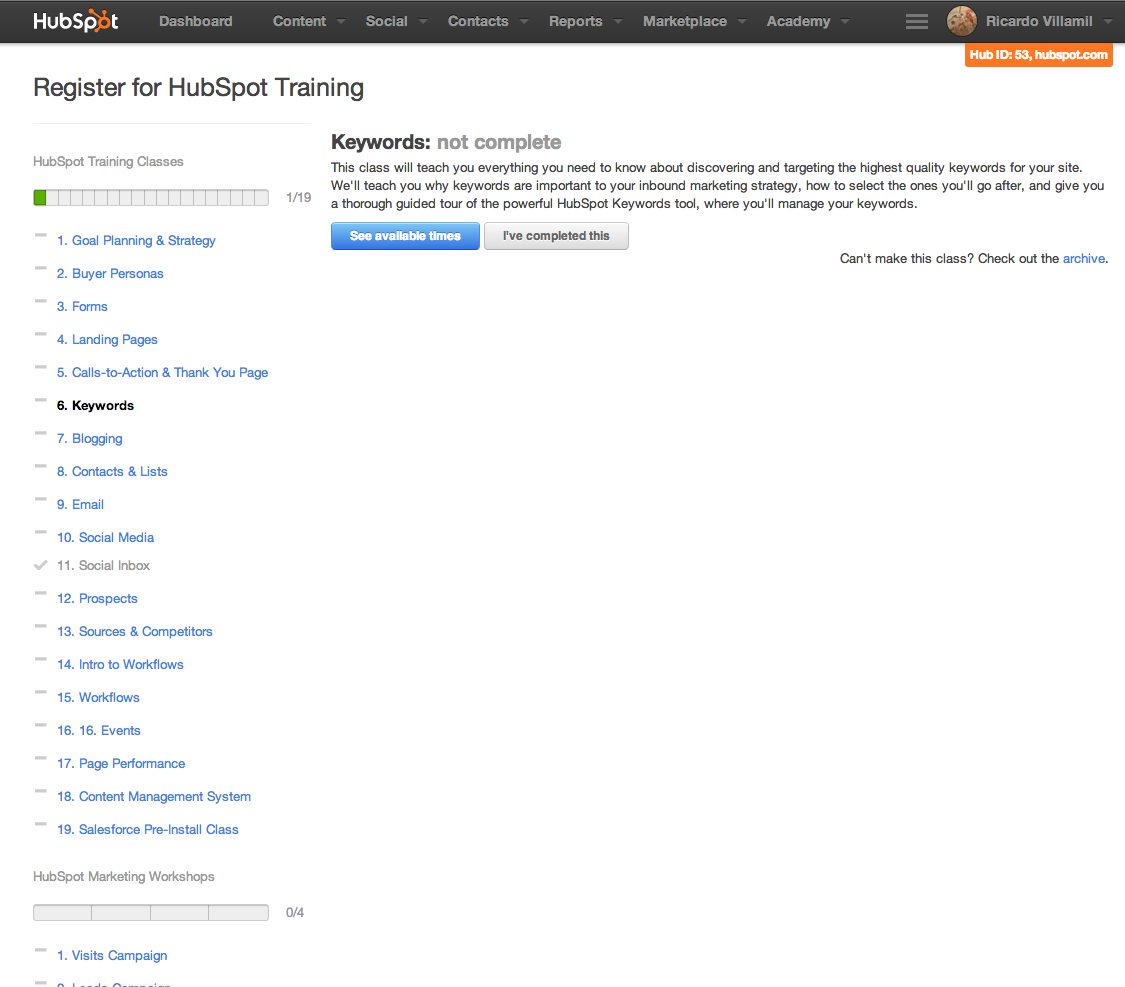 HubSpot Dashboard Content Social Contacts Reports Marketplace Academy Ricardo Villamil
Hub ID: 53, hubspot.com
Register for HubSpot Training
HubSpot Training Classes
1/19
1. Goal Planning & Strategy
2. Buyer Personas
3. Forms
4. Landing Pages
5. Calls-to-Action & Thank You Page
6. Keywords
7. Blogging
8. Contacts & Lists
9. Email
10. Social Media
11. Social Inbox
12. Prospects
13. Sources & Competitors
14. Intro to Workflows
15. Workflows
16. 16. Events
17. Page Performance
18. Content Management System
19. Salesforce Pre-Install Class
HubSpot Marketing Workshops
0/4
1. Visits Campaign
2. Leads Campaign
Keywords: not complete
This class will teach you everything you need to know about discovering and targeting the highest quality keywords for your site.
We'll teach you why keywords are important to your inbound marketing strategy, how to select the ones you'll go after, and give you
a thorough guided tour of the powerful HubSpot Keywords tool, where you'll manage your keywords.
See available times I've completed this
Can't make this class? Check out the archive.